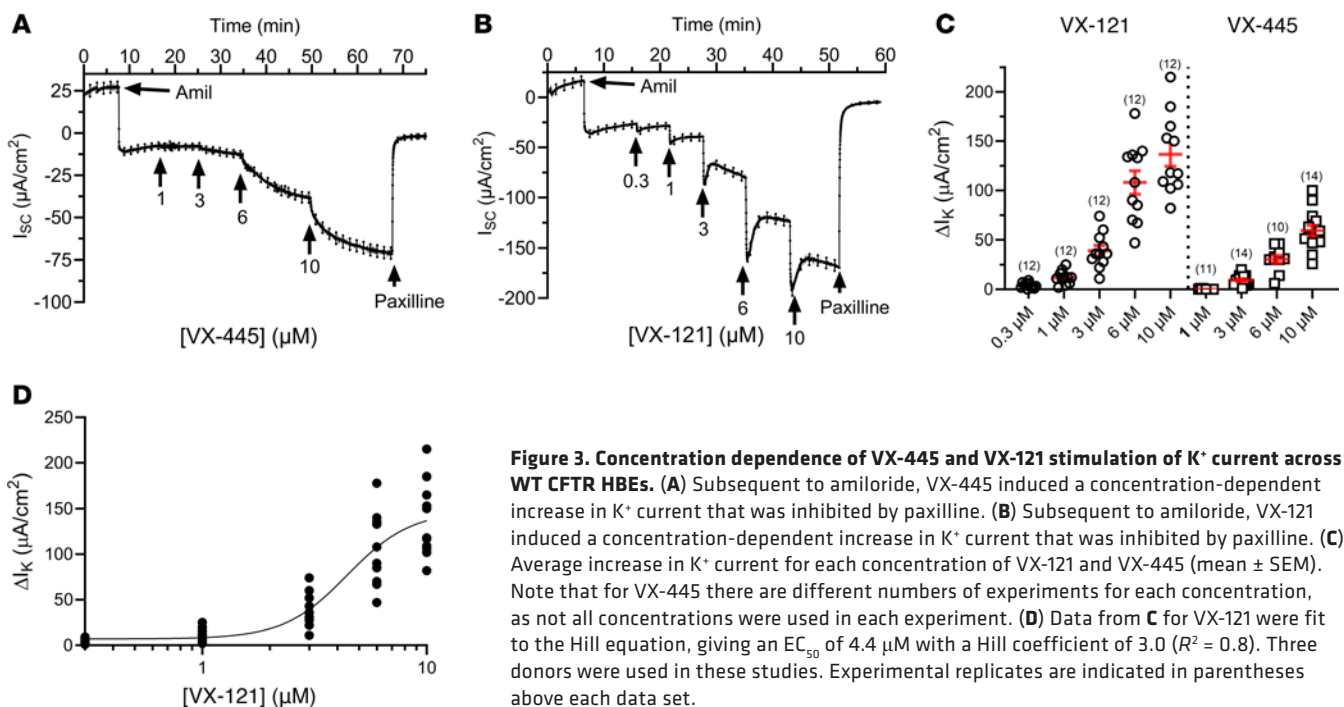 A
Time (min)
0 10 20 30 40 50 60 70
25
0
-25
-50
-75
-100
I_SC (µA/cm²)
Amil
1
3
6
10
Paxilline
[VX-445] (µM)
B
Time (min)
0 10 20 30 40 50 60
0
-50
-100
-150
-200
I_SC (µA/cm²)
Amil
0.3
1
3
6
10
Paxilline
[VX-121] (µM)
C
VX-121 VX-445
200
150
100
50
0
ΔI_K (µA/cm²)
(12) (12) (12) (12) (12) (11) (14) (10) (14)
0.3 µM 1 µM 3 µM 6 µM 10 µM 1 µM 3 µM 6 µM 10 µM
D
250
200
150
100
50
0
ΔI_K (µA/cm²)
1 10
[VX-121] (µM)
Figure 3. Concentration dependence of VX-445 and VX-121 stimulation of K⁺ current across
WT CFTR HBEs. (A) Subsequent to amiloride, VX-445 induced a concentration-dependent
increase in K⁺ current that was inhibited by paxilline. (B) Subsequent to amiloride, VX-121
induced a concentration-dependent increase in K⁺ current that was inhibited by paxilline. (C)
Average increase in K⁺ current for each concentration of VX-121 and VX-445 (mean ± SEM).
Note that for VX-445 there are different numbers of experiments for each concentration,
as not all concentrations were used in each experiment. (D) Data from C for VX-121 were fit
to the Hill equation, giving an EC₅₀ of 4.4 µM with a Hill coefficient of 3.0 (R² = 0.8). Three
donors were used in these studies. Experimental replicates are indicated in parentheses
above each data set.